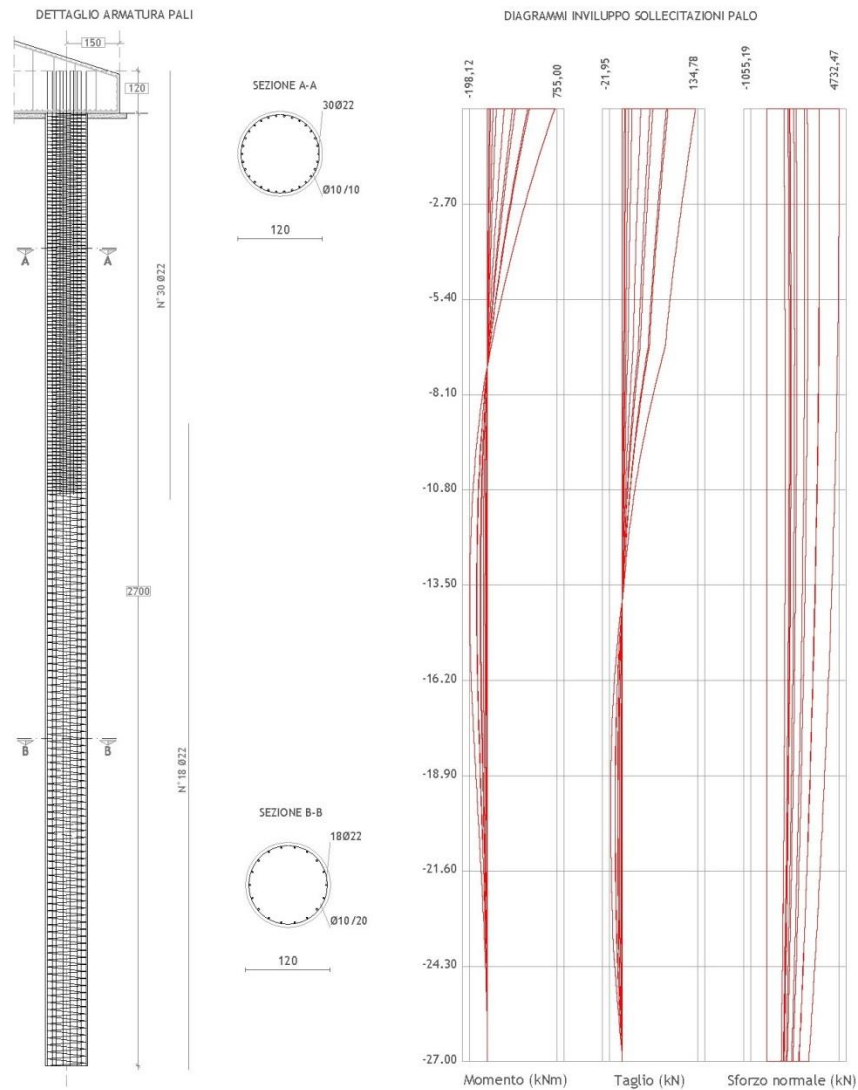 DETTAGLIO ARMATURA PALI
150
120
A
A
N°30 Ø22
2700
B
B
N°18 Ø22
SEZIONE A-A
30Ø22
Ø10/10
120
SEZIONE B-B
18Ø22
Ø10/20
120
DIAGRAMMI INVILUPPO SOLLECITAZIONI PALO
-198,12
755,00
-21,95
134,78
-1055,19
4732,47
-2.70
-5.40
-8.10
-10.80
-13.50
-16.20
-18.90
-21.60
-24.30
-27.00
Momento (kNm)
Taglio (kN)
Sforzo normale (kN)